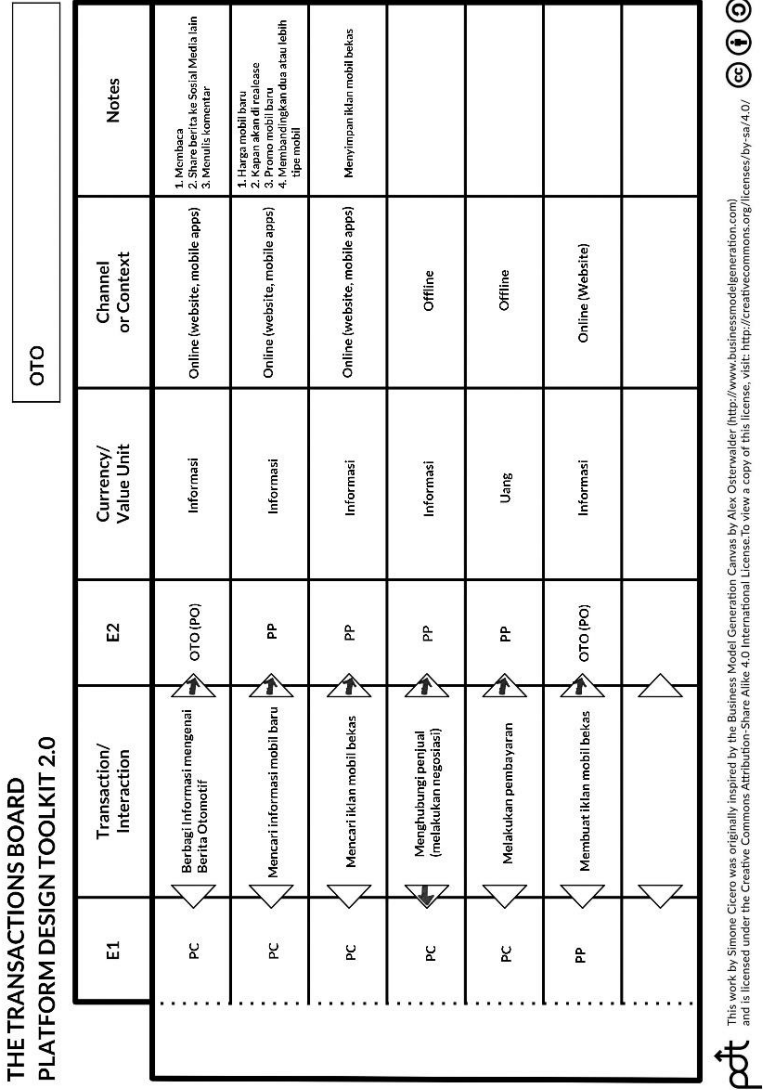 THE TRANSACTIONS BOARD
PLATFORM DESIGN TOOLKIT 2.0
OTO
E1
Transaction/
Interaction
E2
Currency/
Value Unit
Channel
or Context
Notes
PC
Berbagi Informasi mengenai
Berita Otomotif
OTO (PO)
Informasi
Online (website, mobile apps)
1. Membaca
2. Share berita ke Sosial Media lain
3. Menulis komentar
PC
Mencari informasi mobil baru
PP
Informasi
Online (website, mobile apps)
1. Harga mobil baru
2. Kapan akan di realease
3. Promo mobil baru
4. Membandingkan dua atau lebih
tipe mobil
PC
Mencari iklan mobil bekas
PP
Informasi
Online (website, mobile apps)
Menyimpan iklan mobil bekas
PC
Menghubungi penjual
(melakukan negosiasi)
PP
Informasi
Offline
PC
Melakukan pembayaran
PP
Uang
Offline
PP
Membuat iklan mobil bekas
OTO (PO)
Informasi
Online (Website)
pdt
This work by Simone Cicero was originally inspired by the Business Model Generation Canvas by Alex Osterwalder (http://www.businessmodelgeneration.com)
and is licensed under the Creative Commons Attribution-Share Alike 4.0 International License.To view a copy of this license, visit: http://creativecommons.org/licenses/by-sa/4.0/
cc